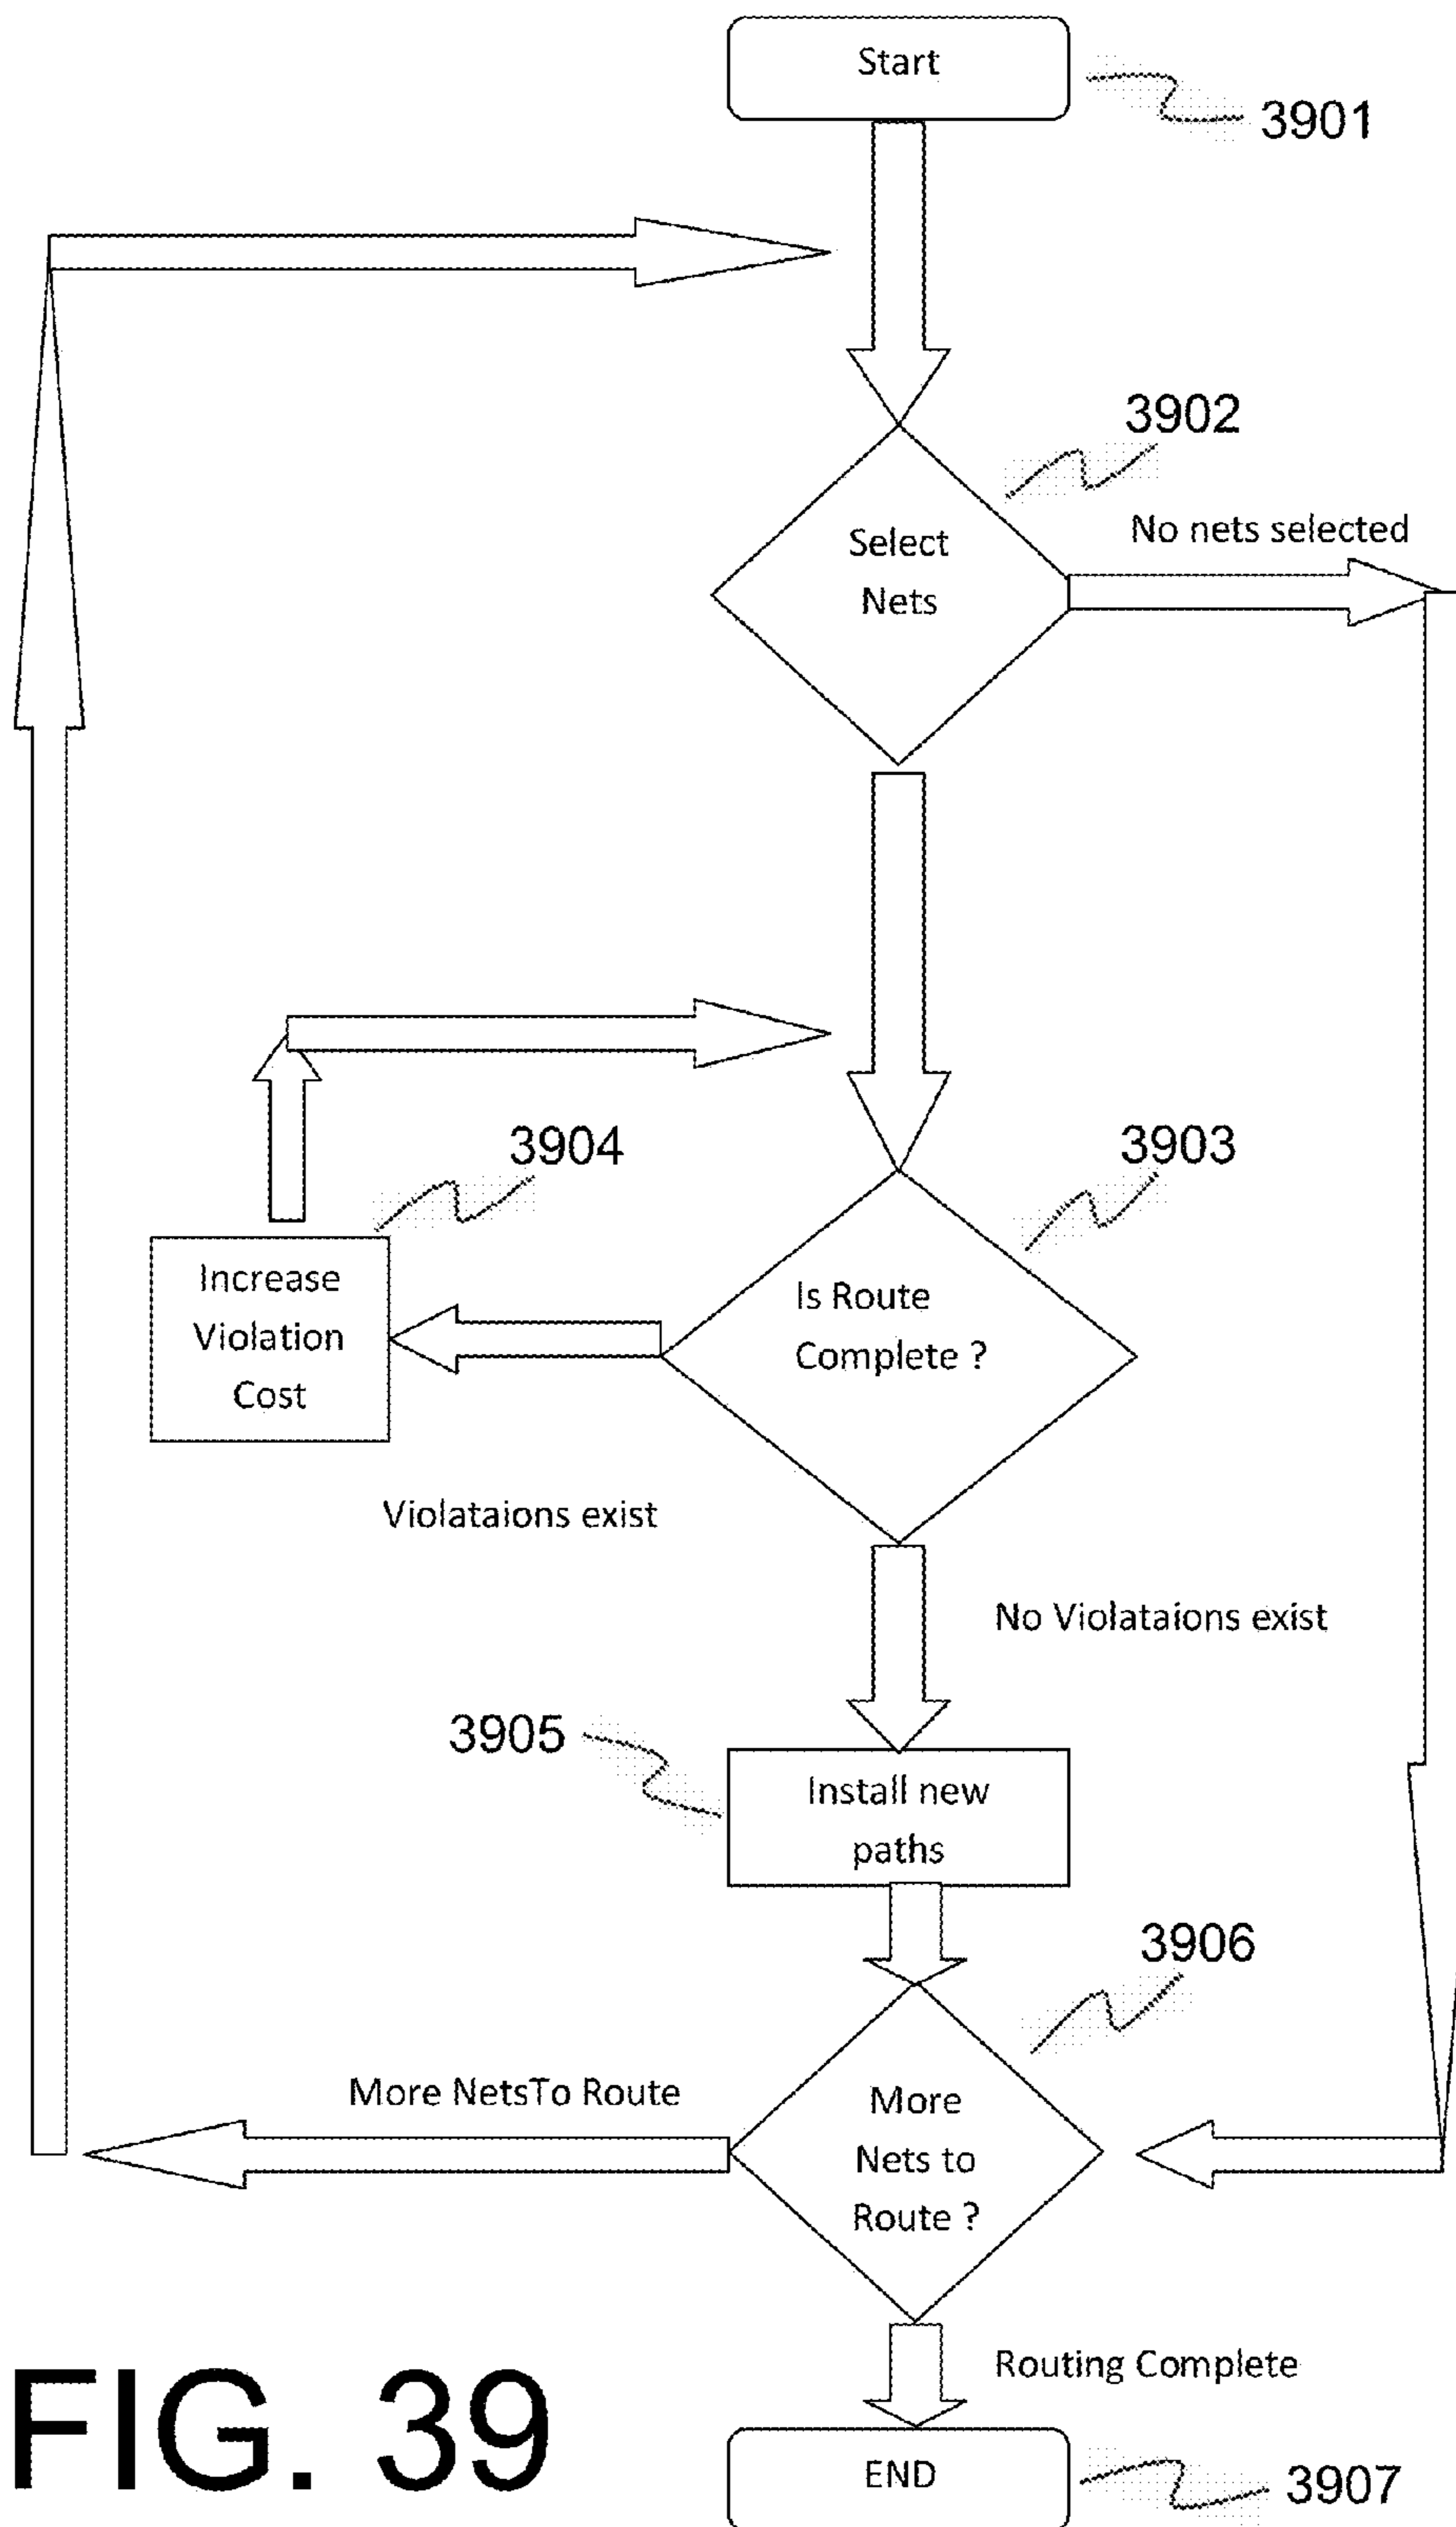 Start
3901
3902
Select
Nets
No nets selected
3904
3903
Increase
Violation
Cost
Is Route
Complete ?
Violataions exist
No Violataions exist
3905
Install new
paths
3906
More NetsTo Route
More
Nets to
Route ?
Routing Complete
FIG. 39
END
3907